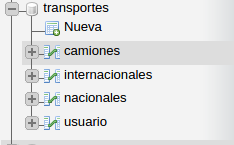 transportes
Nueva
camiones
internacionales
nacionales
usuario